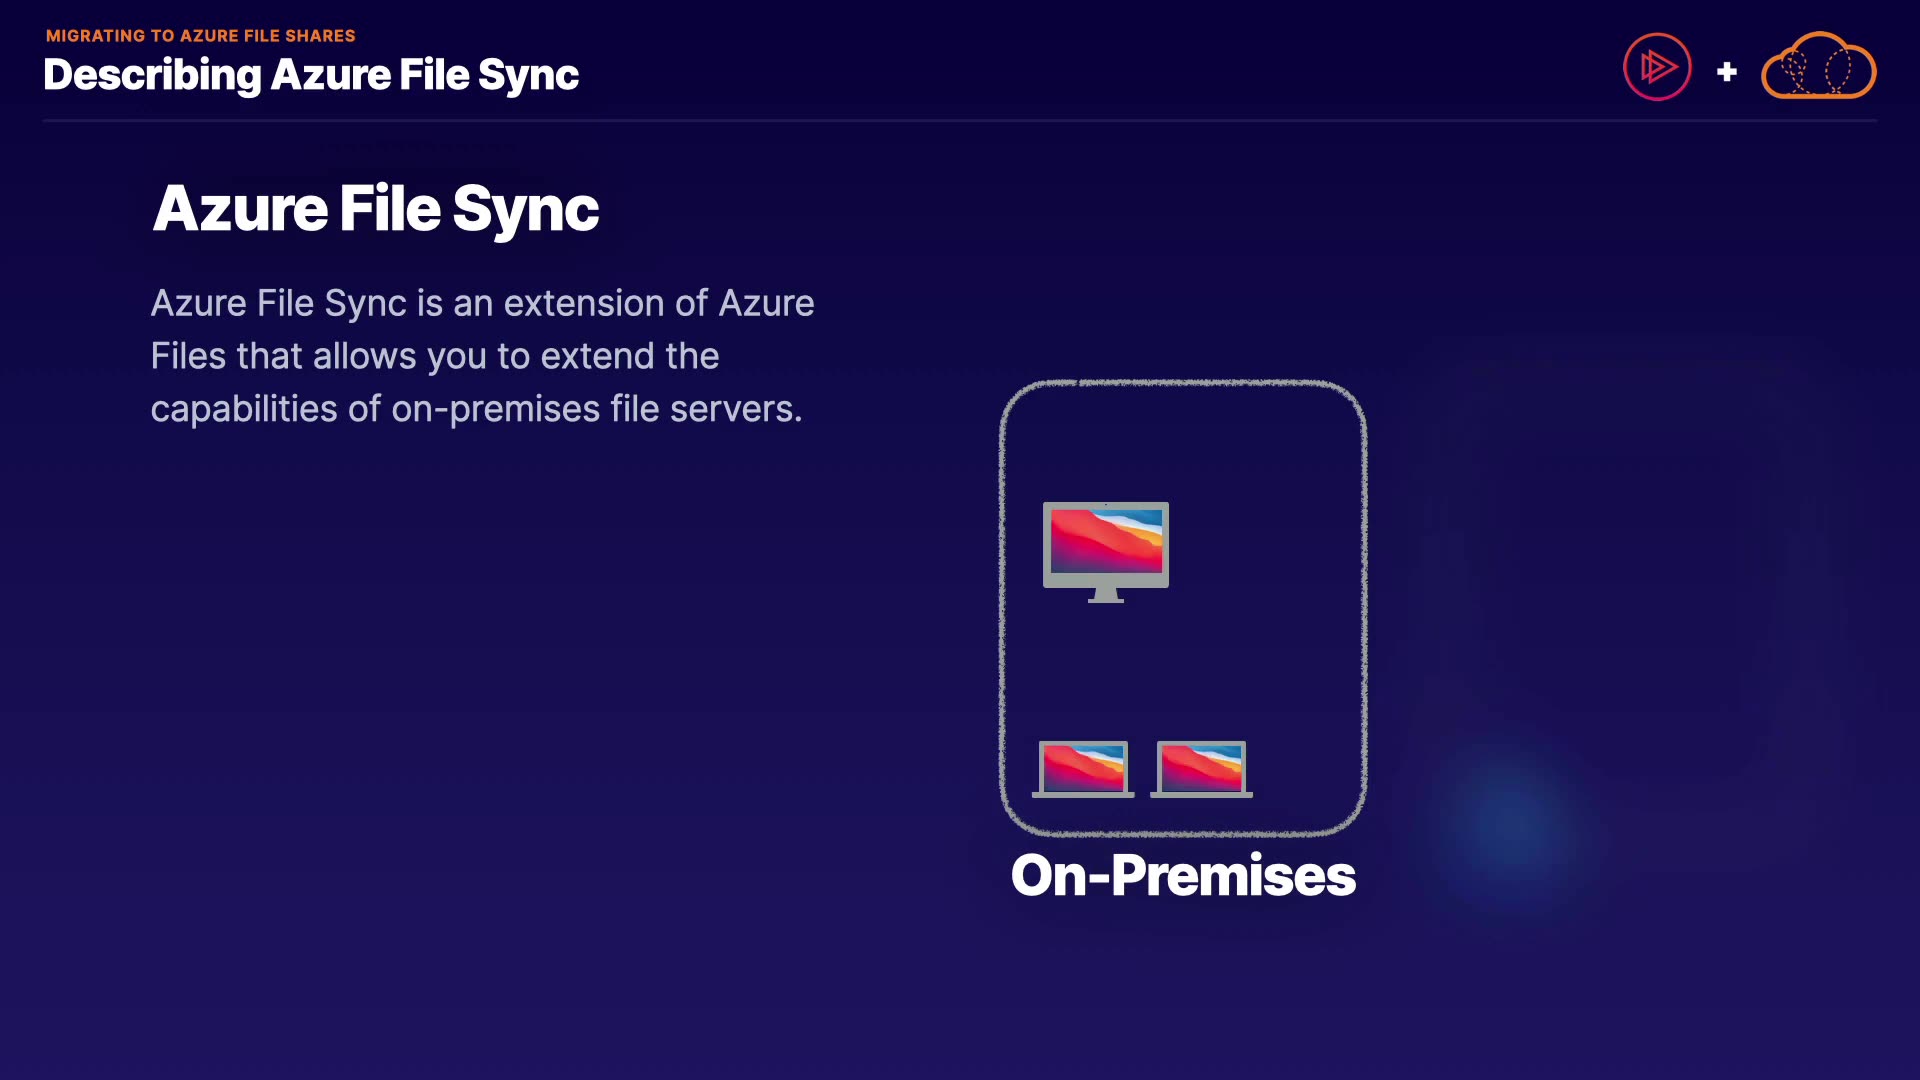 MIGRATING TO AZURE FILE SHARES
Describing Azure File Sync
Azure File Sync
Azure File Sync is an extension of Azure
Files that allows you to extend the
capabilities of on-premises file servers.
On-Premises